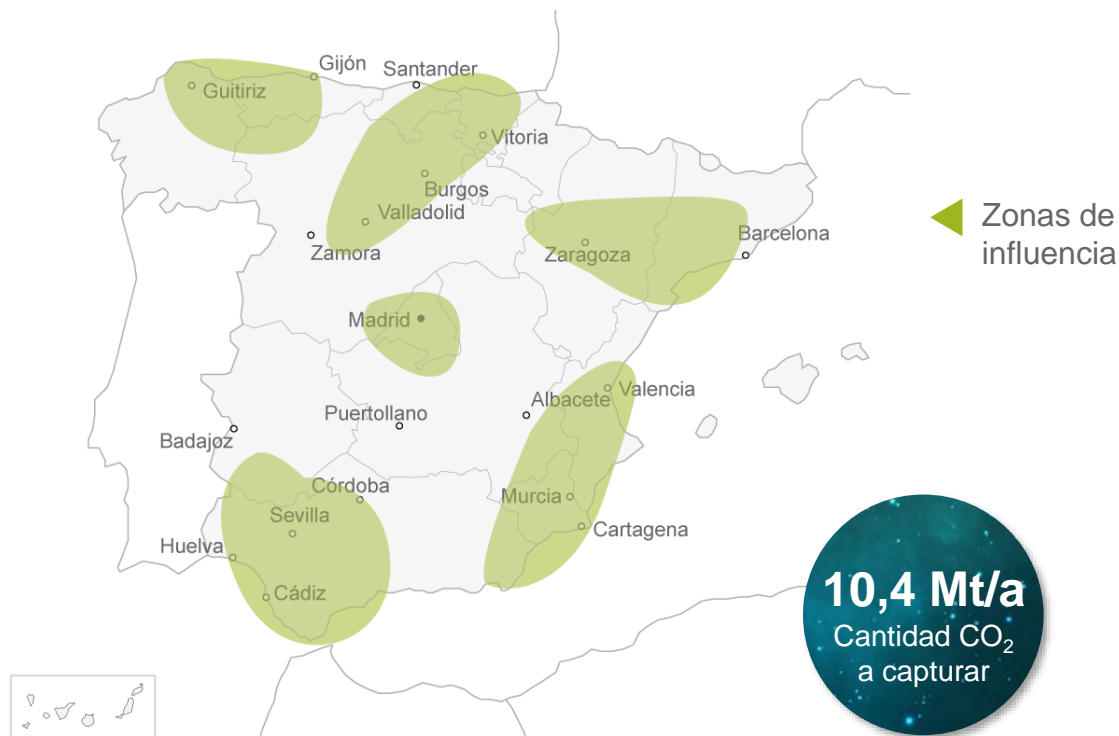 Gijón
Santander
Guitiriz
Vitoria
Burgos
Valladolid
Zamora
Zaragoza
Barcelona
Zonas de
influencia
Madrid
Valencia
Albacete
Puertollano
Badajoz
Córdoba
Murcia
Sevilla
Cartagena
Huelva
Cádiz
10,4 Mt/a
Cantidad CO₂
a capturar